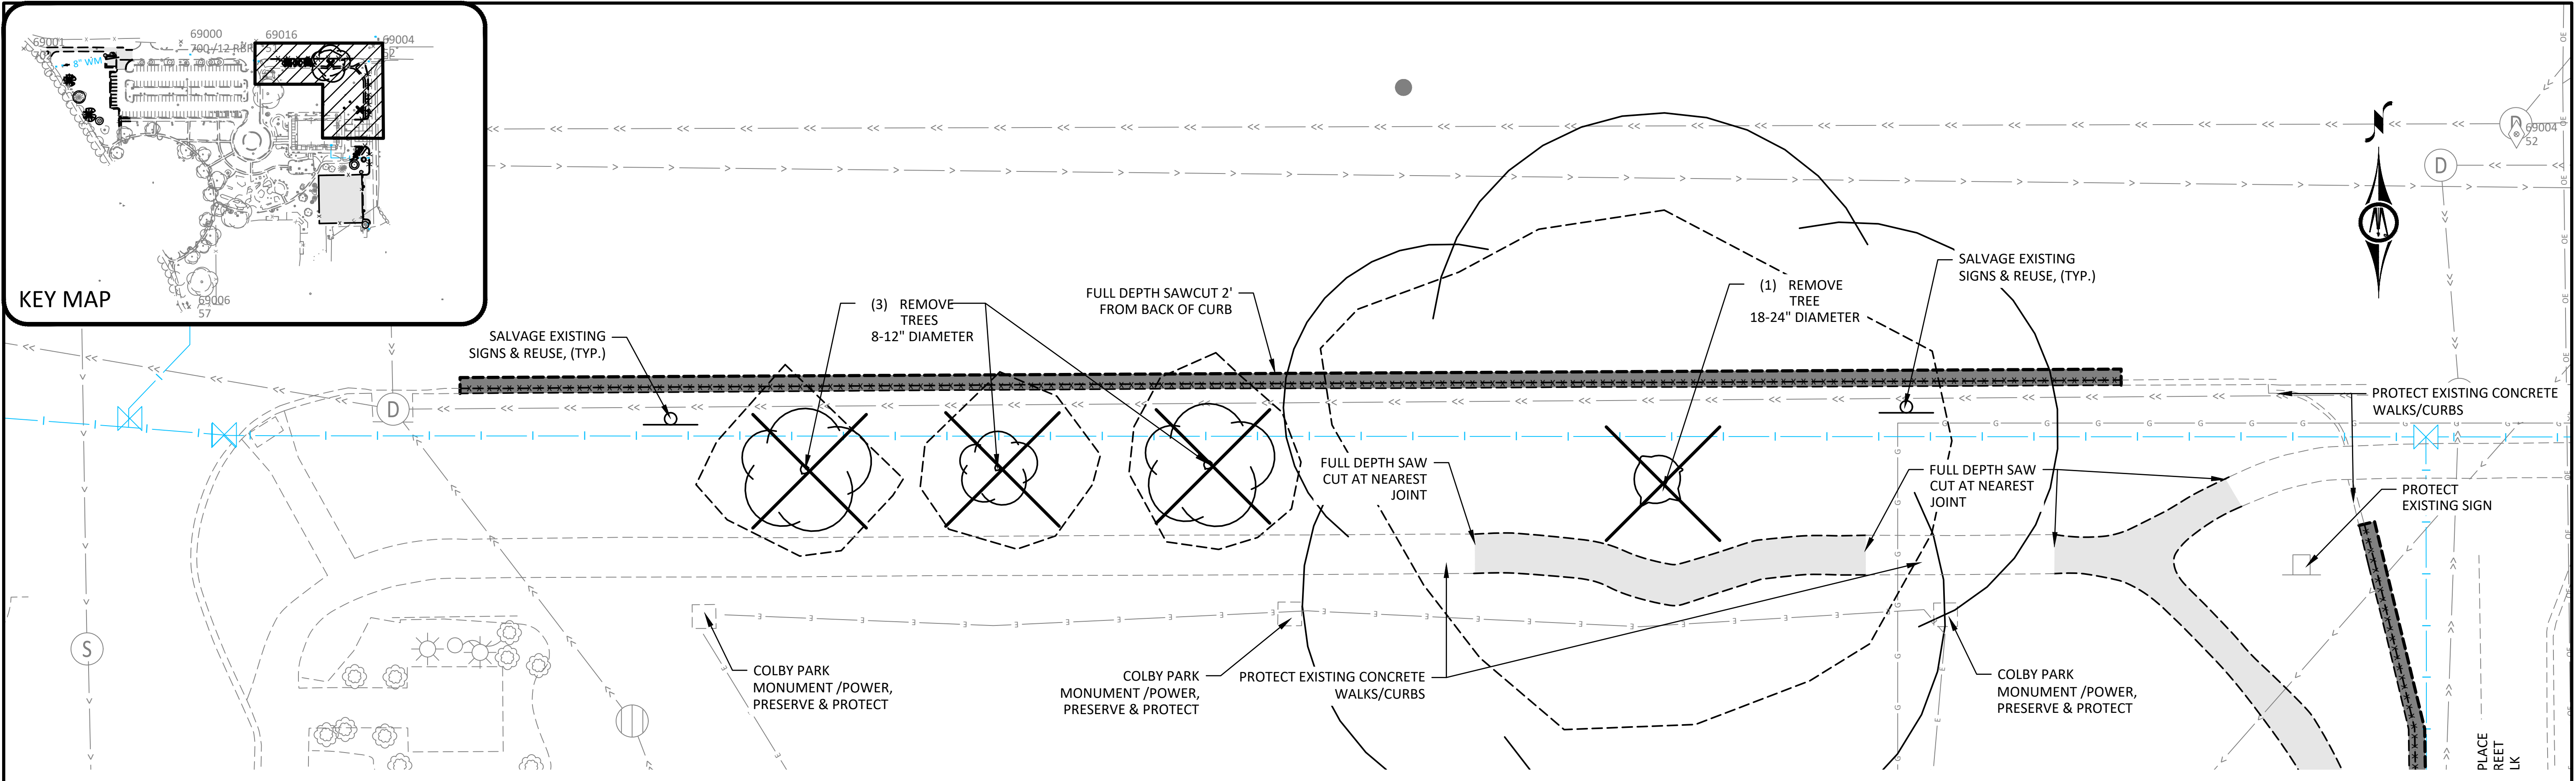 69001
69000
700 /12 RBR
69016
51
69004
52
8" WM
69006
57
KEY MAP
SALVAGE EXISTING
SIGNS & REUSE, (TYP.)
(3) REMOVE
TREES
8-12" DIAMETER
FULL DEPTH SAWCUT 2'
FROM BACK OF CURB
(1) REMOVE
TREE
18-24" DIAMETER
SALVAGE EXISTING
SIGNS & REUSE, (TYP.)
D
69004
52
D
D
PROTECT EXISTING CONCRETE
WALKS/CURBS
FULL DEPTH SAW
CUT AT NEAREST
JOINT
FULL DEPTH SAW
CUT AT NEAREST
JOINT
PROTECT
EXISTING SIGN
S
COLBY PARK
MONUMENT /POWER,
PRESERVE & PROTECT
COLBY PARK
MONUMENT /POWER,
PRESERVE & PROTECT
PROTECT EXISTING CONCRETE
WALKS/CURBS
COLBY PARK
MONUMENT /POWER,
PRESERVE & PROTECT
PLACE
REET
LK